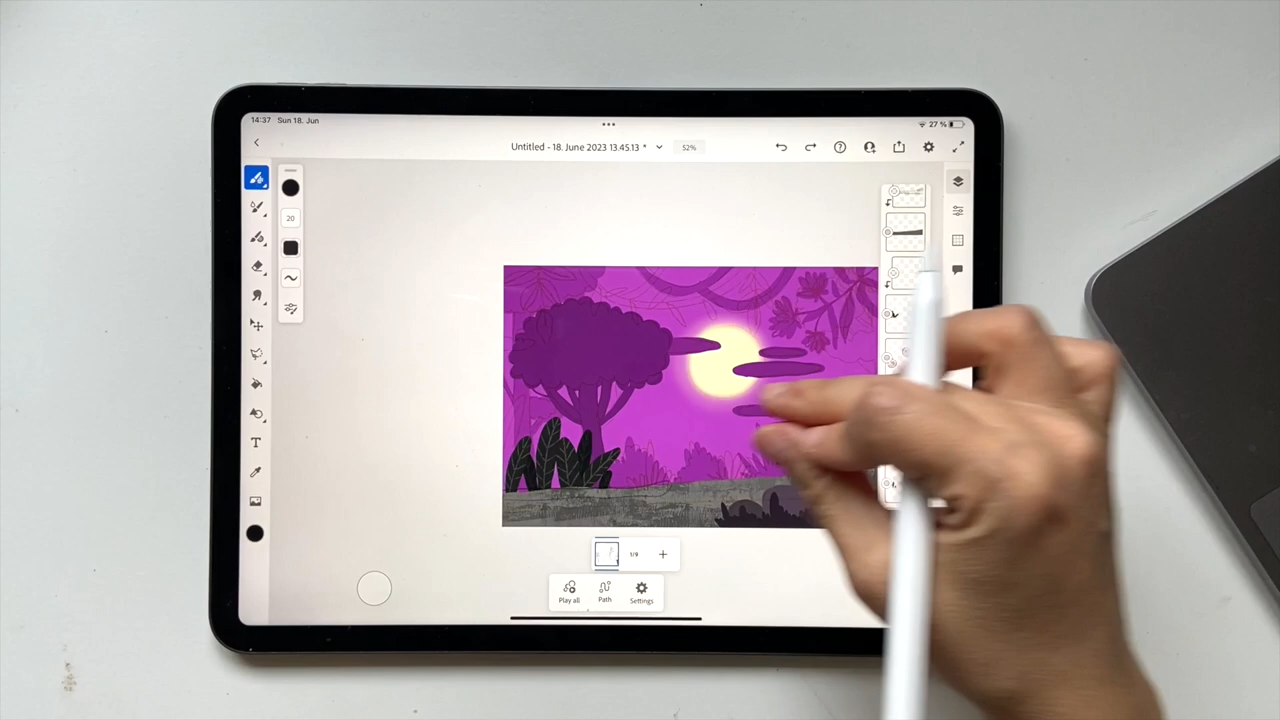 14:37 Sun 18. Jun
27 %
Untitled - 18. June 2023 13.45.13 *
52%
20
T
1/9
Play all
Path
Settings